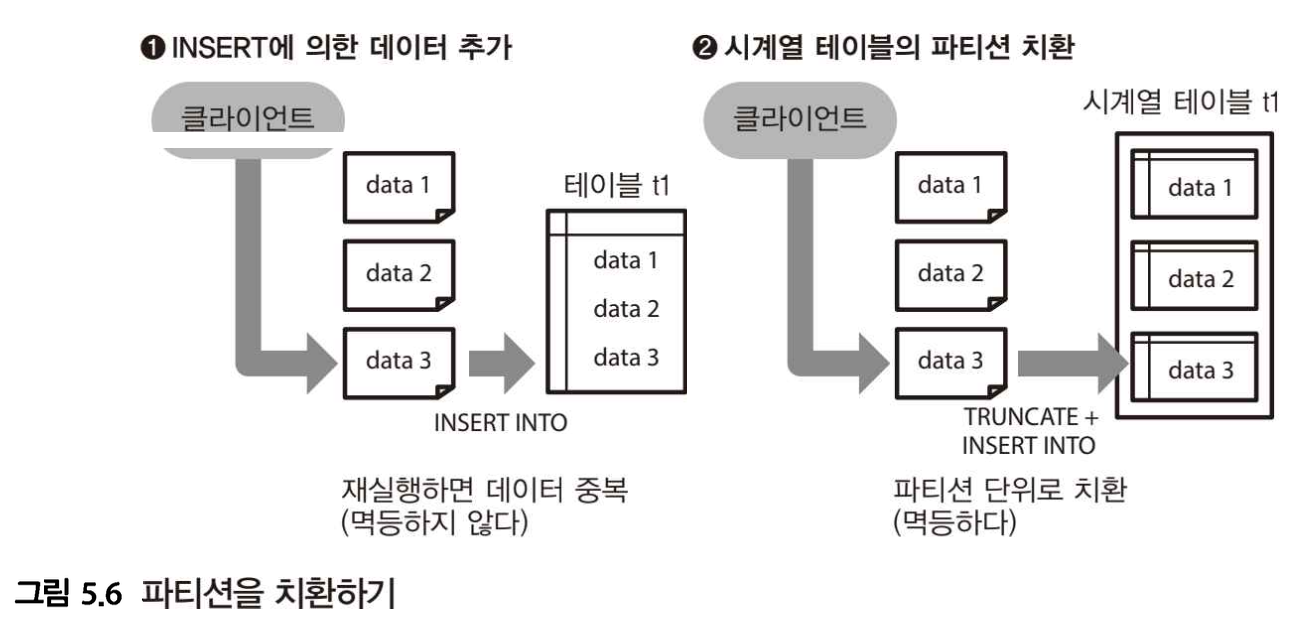 ❶ INSERT에 의한 데이터 추가
클라이언트
data 1
data 2
data 3
INSERT INTO
테이블 t1
data 1
data 2
data 3
재실행하면 데이터 중복
(멱등하지 않다)
❷ 시계열 테이블의 파티션 치환
클라이언트
data 1
data 2
data 3
TRUNCATE +
INSERT INTO
시계열 테이블 t1
data 1
data 2
data 3
파티션 단위로 치환
(멱등하다)
그림 5.6 파티션을 치환하기